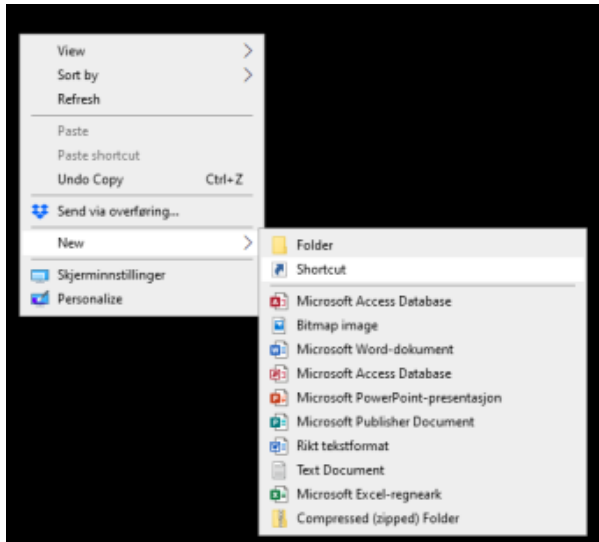 View
Sort by
Refresh
Paste
Paste shortcut
Undo Copy Ctrl+Z
Send via overføring...
New
Skjerminnstillinger
Personalize
Folder
Shortcut
Microsoft Access Database
Bitmap image
Microsoft Word-dokument
Microsoft Access Database
Microsoft PowerPoint-presentasjon
Microsoft Publisher Document
Rikt tekstformat
Text Document
Microsoft Excel-regneark
Compressed (zipped) Folder